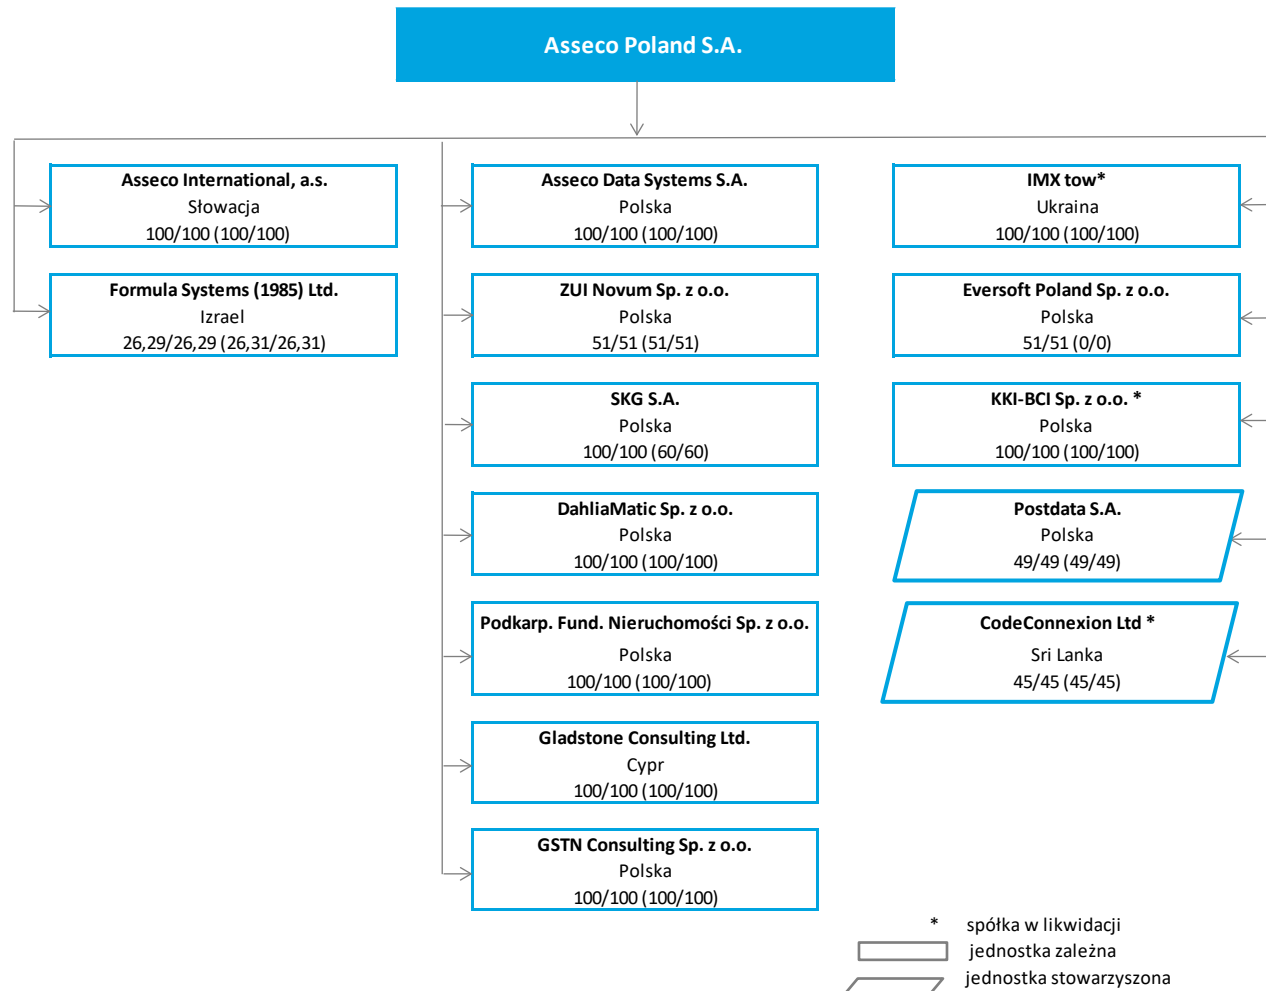 Asseco Poland S.A.
Asseco International, a.s.
Słowacja
100/100 (100/100)
Formula Systems (1985) Ltd.
Izrael
26,29/26,29 (26,31/26,31)
Asseco Data Systems S.A.
Polska
100/100 (100/100)
ZUI Novum Sp. z o.o.
Polska
51/51 (51/51)
SKG S.A.
Polska
100/100 (60/60)
DahliaMatic Sp. z o.o.
Polska
100/100 (100/100)
Podkarp. Fund. Nieruchomości Sp. z o.o.
Polska
100/100 (100/100)
Gladstone Consulting Ltd.
Cypr
100/100 (100/100)
GSTN Consulting Sp. z o.o.
Polska
100/100 (100/100)
IMX tow*
Ukraina
100/100 (100/100)
Eversoft Poland Sp. z o.o.
Polska
51/51 (0/0)
KKI-BCI Sp. z o.o. *
Polska
100/100 (100/100)
Postdata S.A.
Polska
49/49 (49/49)
CodeConnexion Ltd *
Sri Lanka
45/45 (45/45)
* spółka w likwidacji
jednostka zależna
jednostka stowarzyszona